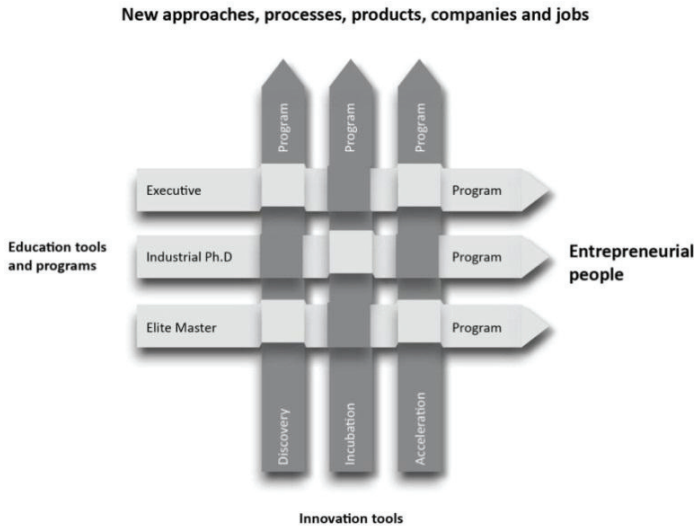 New approaches, processes, products, companies and jobs
Program
Program
Program
Executive
Program
Education tools
and programs
Industrial Ph.D
Program
Entrepreneurial
people
Elite Master
Program
Discovery
Incubation
Acceleration
Innovation tools